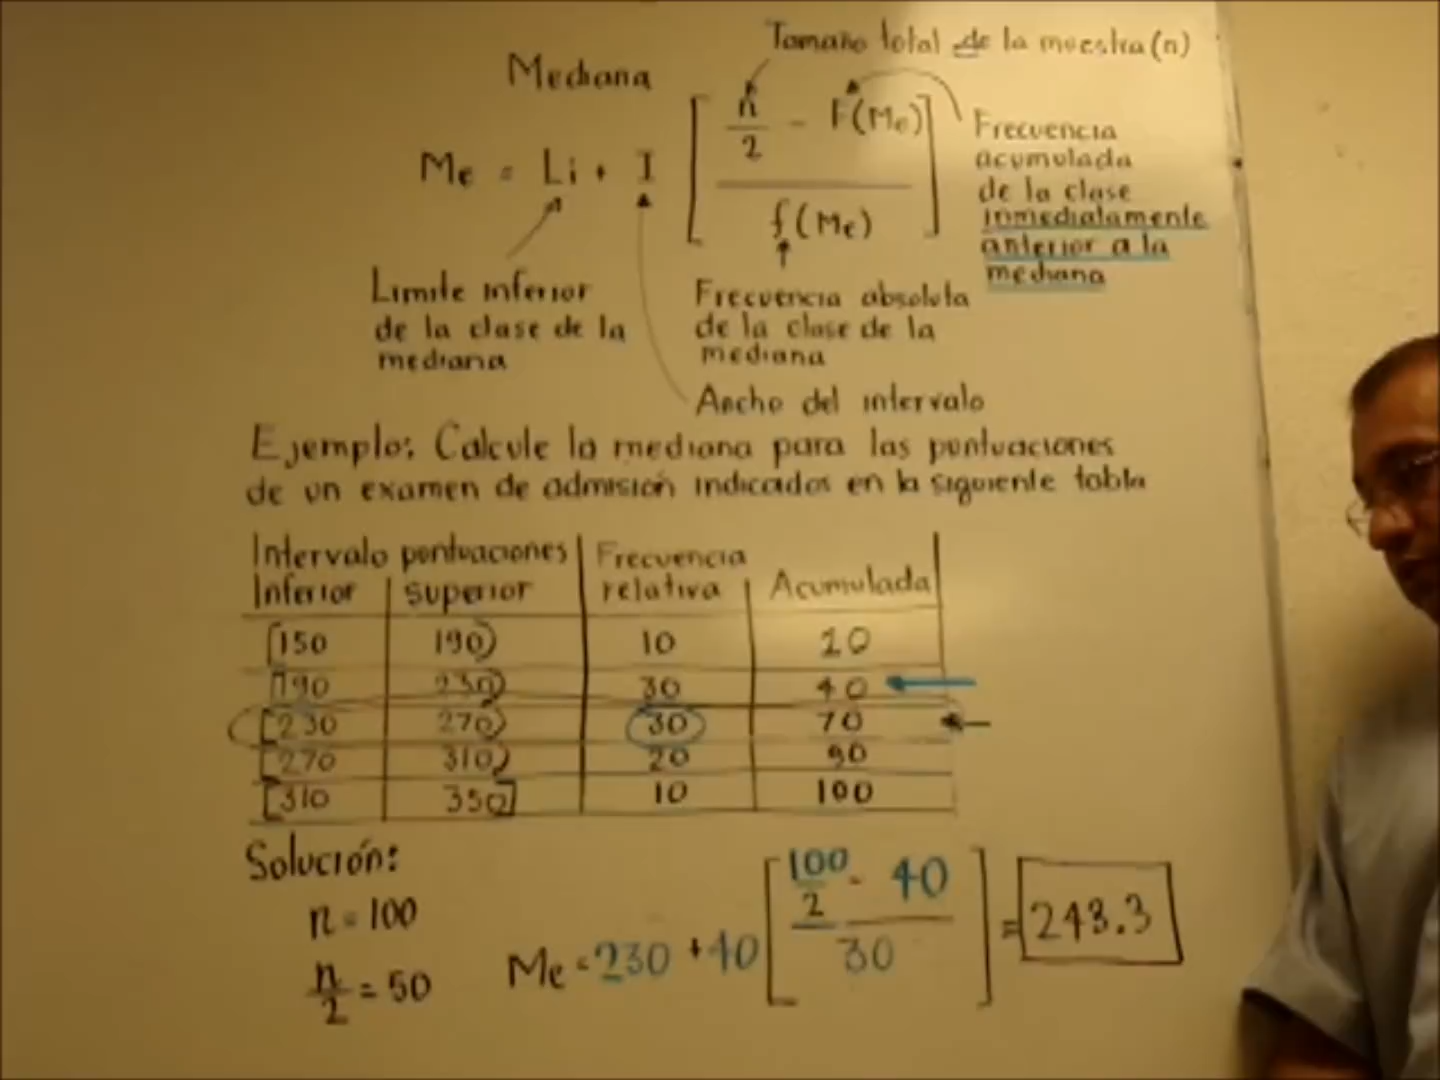 Tamaño total de la muestra (n)
Mediana
Me = Li + I [ n/2 - F(Me) / f(Me) ]
Frecuencia
acumulada
de la clase
inmediatamente
anterior a la
mediana
Limite inferior
de la clase de la
mediana
Frecuencia absoluta
de la clase de la
mediana
Ancho del intervalo
Ejemplo: Calcule la mediana para las puntuaciones
de un examen de admisión indicados en la siguiente tabla
Intervalo puntuaciones Frecuencia
Inferior superior relativa Acumulada
[150 190) 10 20
[190 230) 30 40
[230 270) 30 70
[270 310) 20 90
[310 350] 10 100
Solución:
n = 100
n/2 = 50
Me = 230 + 40 [ 100/2 - 40 / 30 ] = 243.3